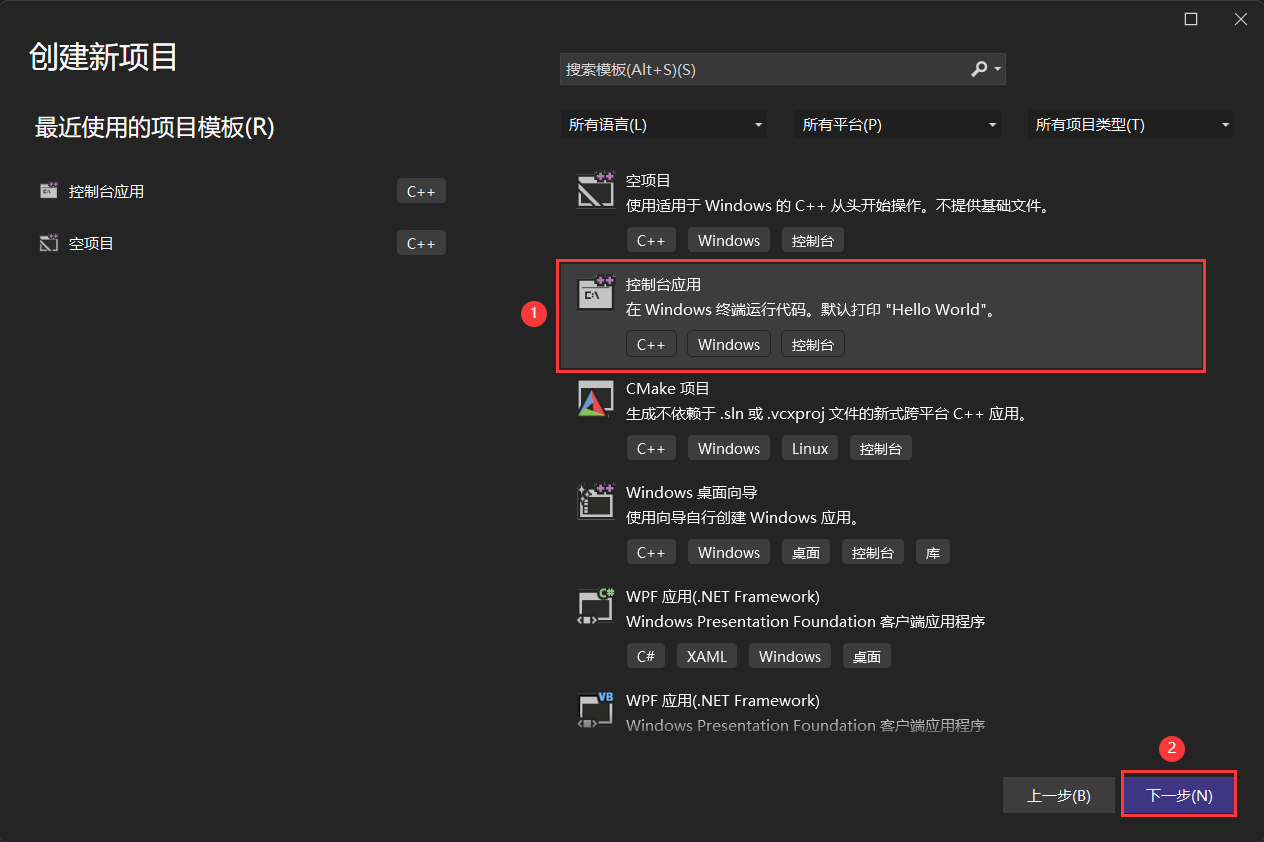 创建新项目
最近使用的项目模板(R)
控制台应用
C++
空项目
C++
搜索模板(Alt+S)(S)
所有语言(L)
所有平台(P)
所有项目类型(T)
空项目
使用适用于 Windows 的 C++ 从头开始操作。不提供基础文件。
C++ Windows 控制台
1
控制台应用
在 Windows 终端运行代码。默认打印 "Hello World"。
C++ Windows 控制台
CMake 项目
生成不依赖于 .sln 或 .vcxproj 文件的新式跨平台 C++ 应用。
C++ Windows Linux 控制台
Windows 桌面向导
使用向导自行创建 Windows 应用。
C++ Windows 桌面 控制台 库
WPF 应用(.NET Framework)
Windows Presentation Foundation 客户端应用程序
C# XAML Windows 桌面
WPF 应用(.NET Framework)
Windows Presentation Foundation 客户端应用程序
2
上一步(B)
下一步(N)